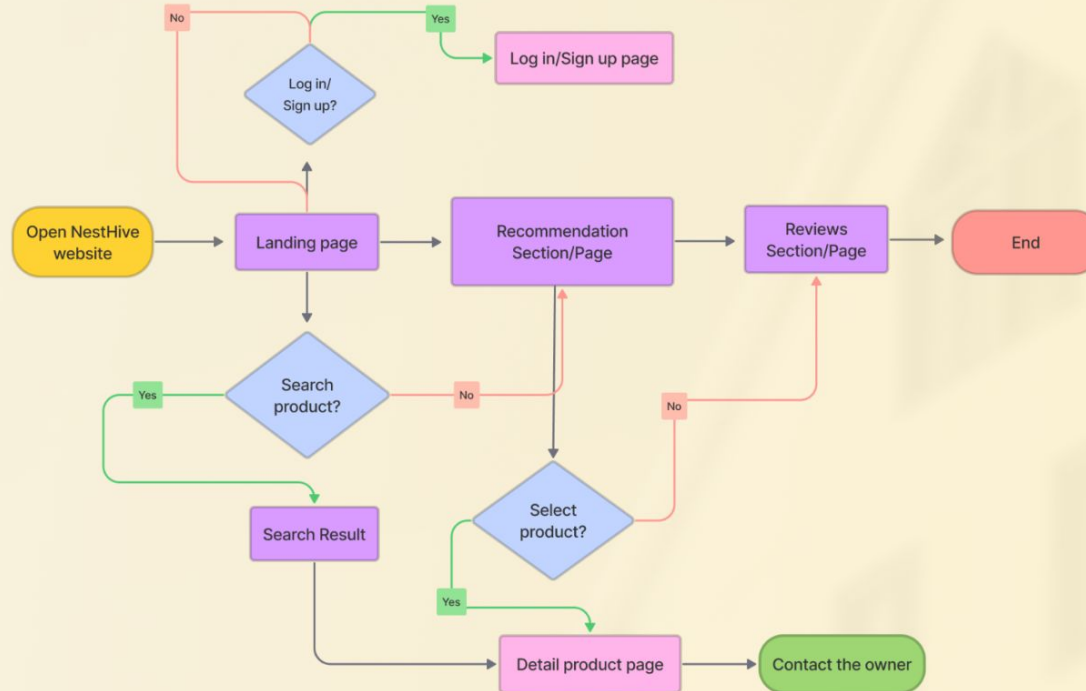 No
Yes
Log in/
Sign up?
Log in/Sign up page
Open NestHive
website
Landing page
Recommendation
Section/Page
Reviews
Section/Page
End
Yes
Search
product?
No
No
Search Result
Select
product?
Yes
Detail product page
Contact the owner